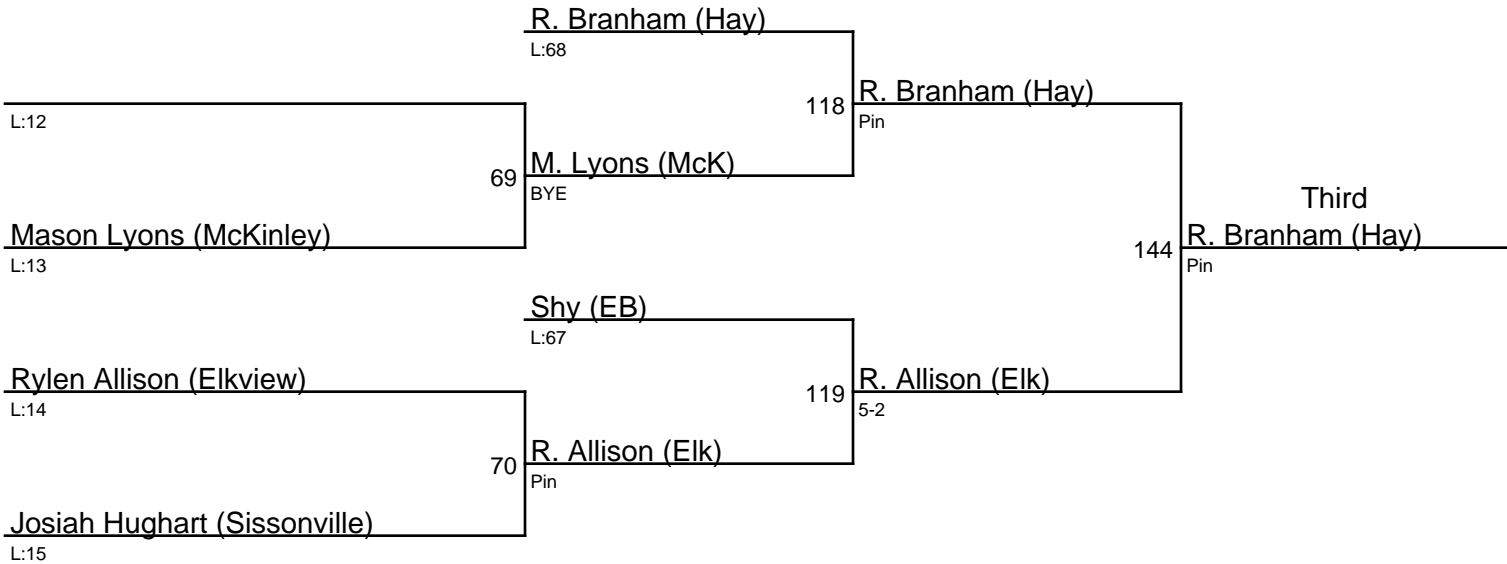 R. Branham (Hay)
L:68
L:12
118
R. Branham (Hay)
Pin
69
M. Lyons (McK)
BYE
Mason Lyons (McKinley)
L:13
Third
144
R. Branham (Hay)
Pin
Shy (EB)
L:67
Rylen Allison (Elkview)
L:14
119
R. Allison (Elk)
5-2
70
R. Allison (Elk)
Pin
Josiah Hughart (Sissonville)
L:15